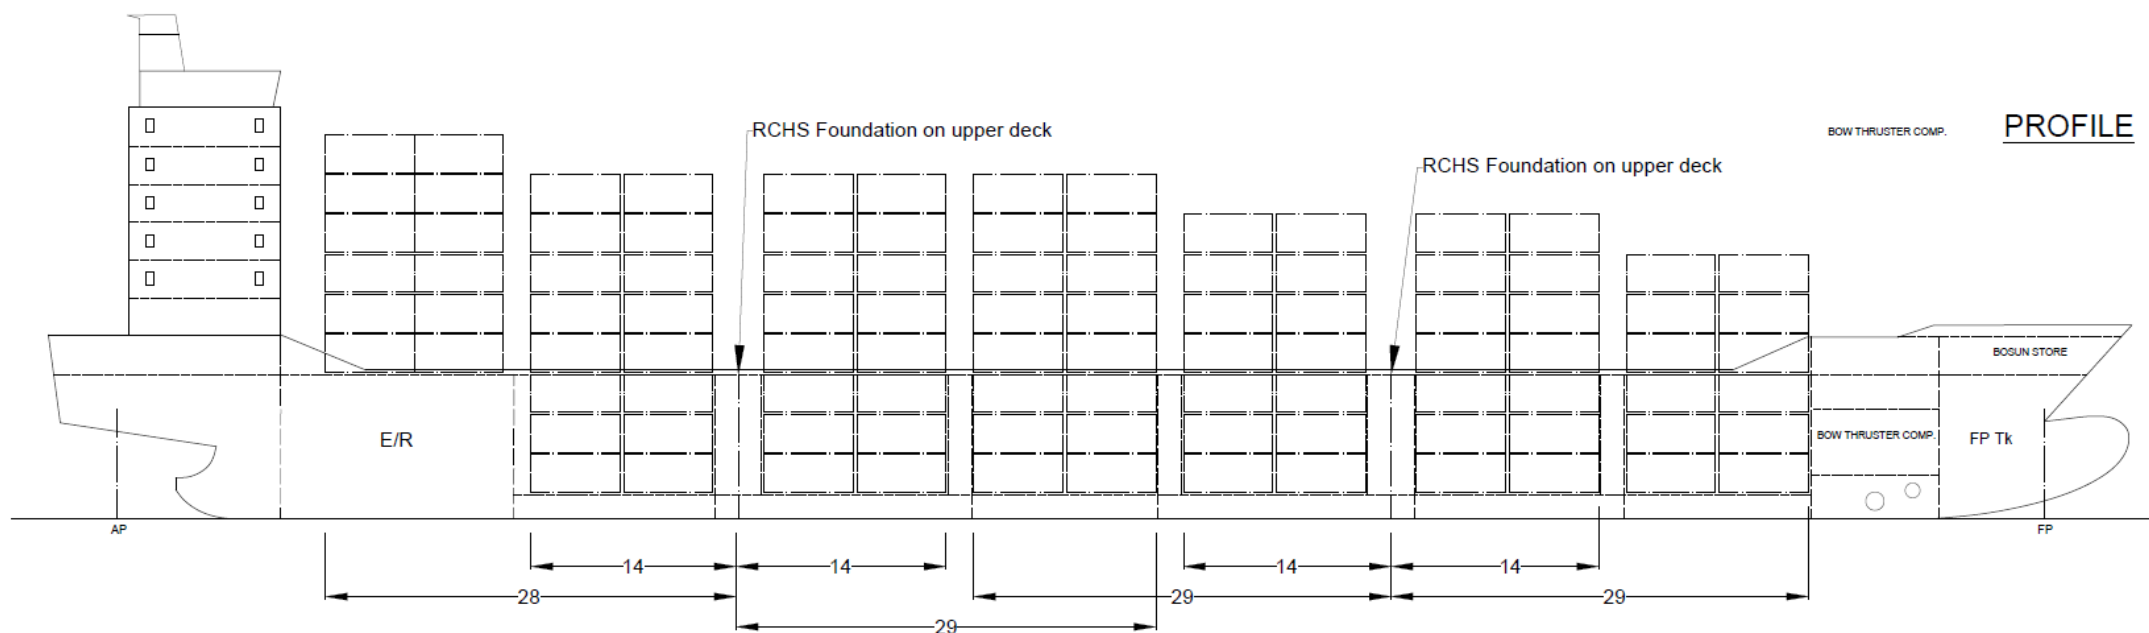 RCHS Foundation on upper deck
BOW THRUSTER COMP.
PROFILE
RCHS Foundation on upper deck
BOSUN STORE
E/R
BOW THRUSTER COMP.
FP Tk
AP
FP
14
14
14
14
28
29
29
29